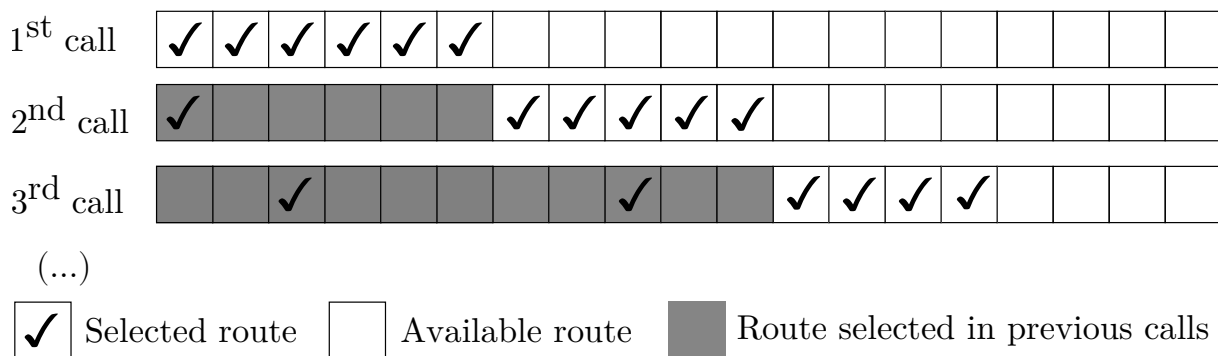 1st call
2nd call
3rd call
(...)
Selected route Available route Route selected in previous calls